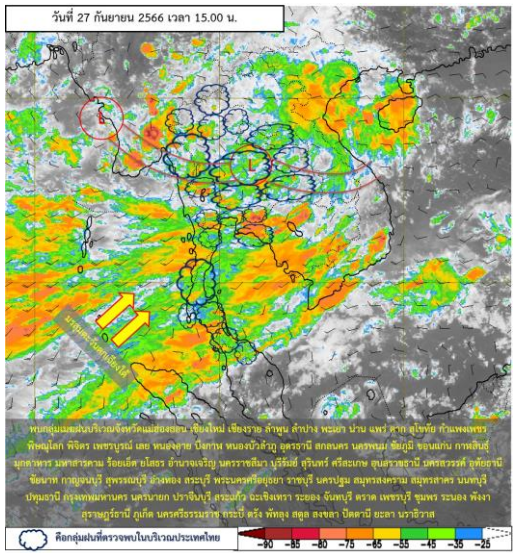 วันที่ 27 กันยายน 2566 เวลา 15.00 น.
L
L
มรสุมตะวันตกเฉียงใต้
พบกลุ่มเมฆฝนบริเวณจังหวัดแม่ฮ่องสอน เชียงใหม่ เชียงราย ลำพูน ลำปาง พะเยา น่าน แพร่ ตาก สุโขทัย กำแพงเพชร
พิษณุโลก พิจิตร เพชรบูรณ์ เลย หนองคาย บึงกาฬ หนองบัวลำภู อุดรธานี สกลนคร นครพนม ชัยภูมิ ขอนแก่น กาฬสินธุ์
มุกดาหาร มหาสารคาม ร้อยเอ็ด ยโสธร อำนาจเจริญ นครราชสีมา บุรีรัมย์ สุรินทร์ ศรีสะเกษ อุบลราชธานี นครสวรรค์ อุทัยธานี
ชัยนาท กาญจนบุรี สุพรรณบุรี อ่างทอง สระบุรี พระนครศรีอยุธยา ราชบุรี นครปฐม สมุทรสงคราม สมุทรสาคร นนทบุรี
ปทุมธานี กรุงเทพมหานคร นครนายก ปราจีนบุรี สระแก้ว ฉะเชิงเทรา ระยอง จันทบุรี ตราด เพชรบุรี ชุมพร ระนอง พังงา
สุราษฎร์ธานี ภูเก็ต นครศรีธรรมราช กระบี่ ตรัง พัทลุง สตูล สงขลา ปัตตานี ยะลา นราธิวาส
คือกลุ่มฝนที่ตรวจพบในบริเวณประเทศไทย
-90 -85 -80 -75 -65 -55 -45 -35 -25